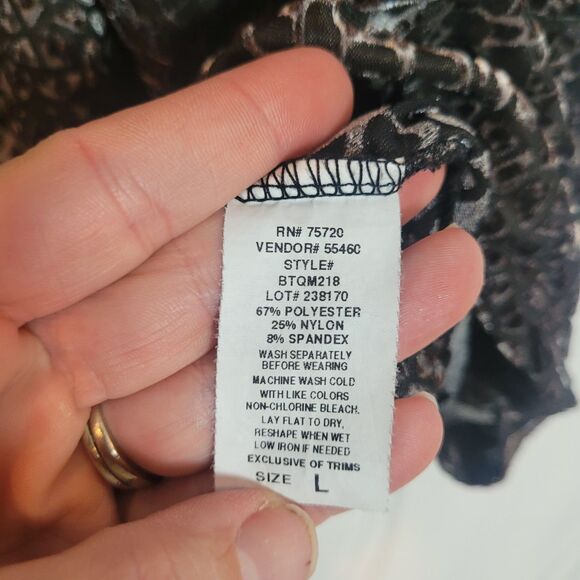 RN# 75720
VENDOR# 55460
STYLE#
BTQM218
LOT# 238170
67% POLYESTER
25% NYLON
8% SPANDEX
WASH SEPARATELY
BEFORE WEARING
MACHINE WASH COLD
WITH LIKE COLORS
NON-CHLORINE BLEACH.
LAY FLAT TO DRY,
RESHAPE WHEN WET
LOW IRON IF NEEDED
EXCLUSIVE OF TRIMS
SIZE L